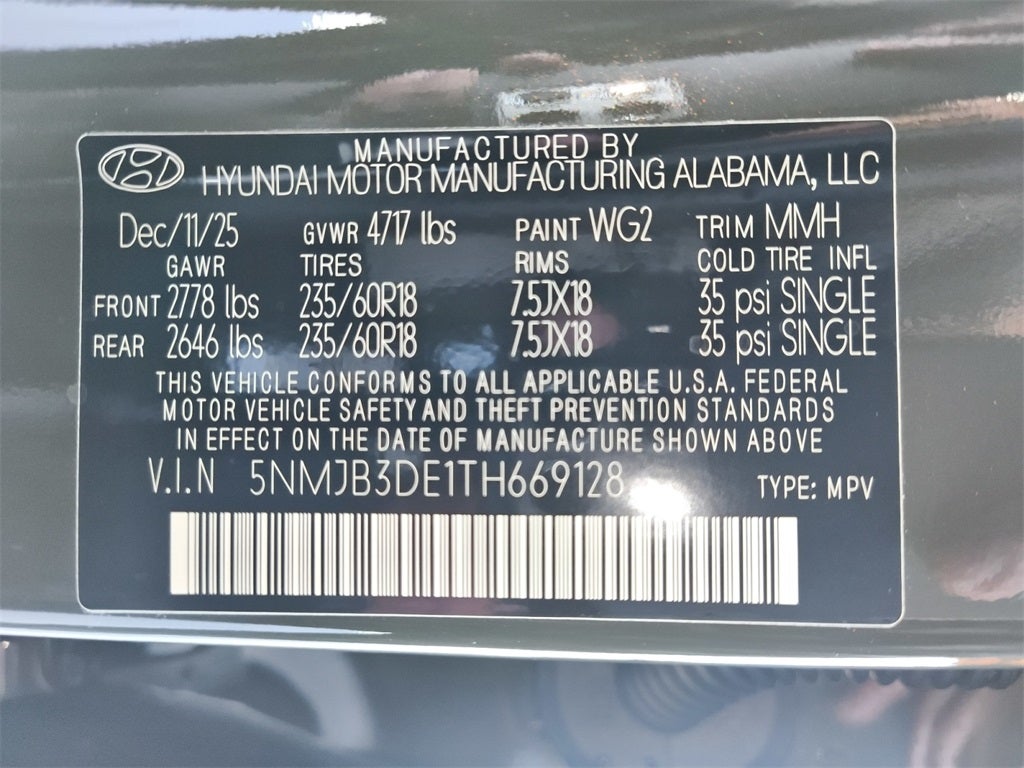 MANUFACTURED BY
HYUNDAI MOTOR MANUFACTURING ALABAMA, LLC
Dec/11/25 GVWR 4717 lbs PAINT WG2 TRIM MMH
GAWR TIRES RIMS COLD TIRE INFL
FRONT 2778 lbs 235/60R18 7.5JX18 35 psi SINGLE
REAR 2646 lbs 235/60R18 7.5JX18 35 psi SINGLE
THIS VEHICLE CONFORMS TO ALL APPLICABLE U.S.A. FEDERAL
MOTOR VEHICLE SAFETY AND THEFT PREVENTION STANDARDS
IN EFFECT ON THE DATE OF MANUFACTURE SHOWN ABOVE
V.I.N 5NMJB3DE1TH669128 TYPE: MPV